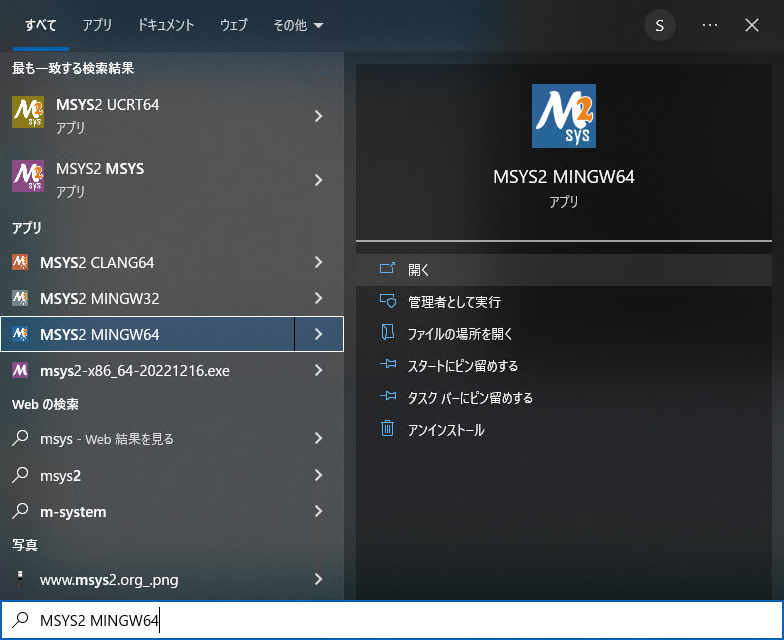 すべて アプリ ドキュメント ウェブ その他 S
最も一致する検索結果
MSYS2 UCRT64
アプリ
MSYS2 MSYS
アプリ
アプリ
MSYS2 CLANG64
MSYS2 MINGW32
MSYS2 MINGW64
msys2-x86_64-20221216.exe
Web の検索
msys - Web 結果を見る
msys2
m-system
写真
www.msys2.org_.png
M2 sys
MSYS2 MINGW64
アプリ
開く
管理者として実行
ファイルの場所を開く
スタートにピン留めする
タスク バーにピン留めする
アンインストール
MSYS2 MINGW64